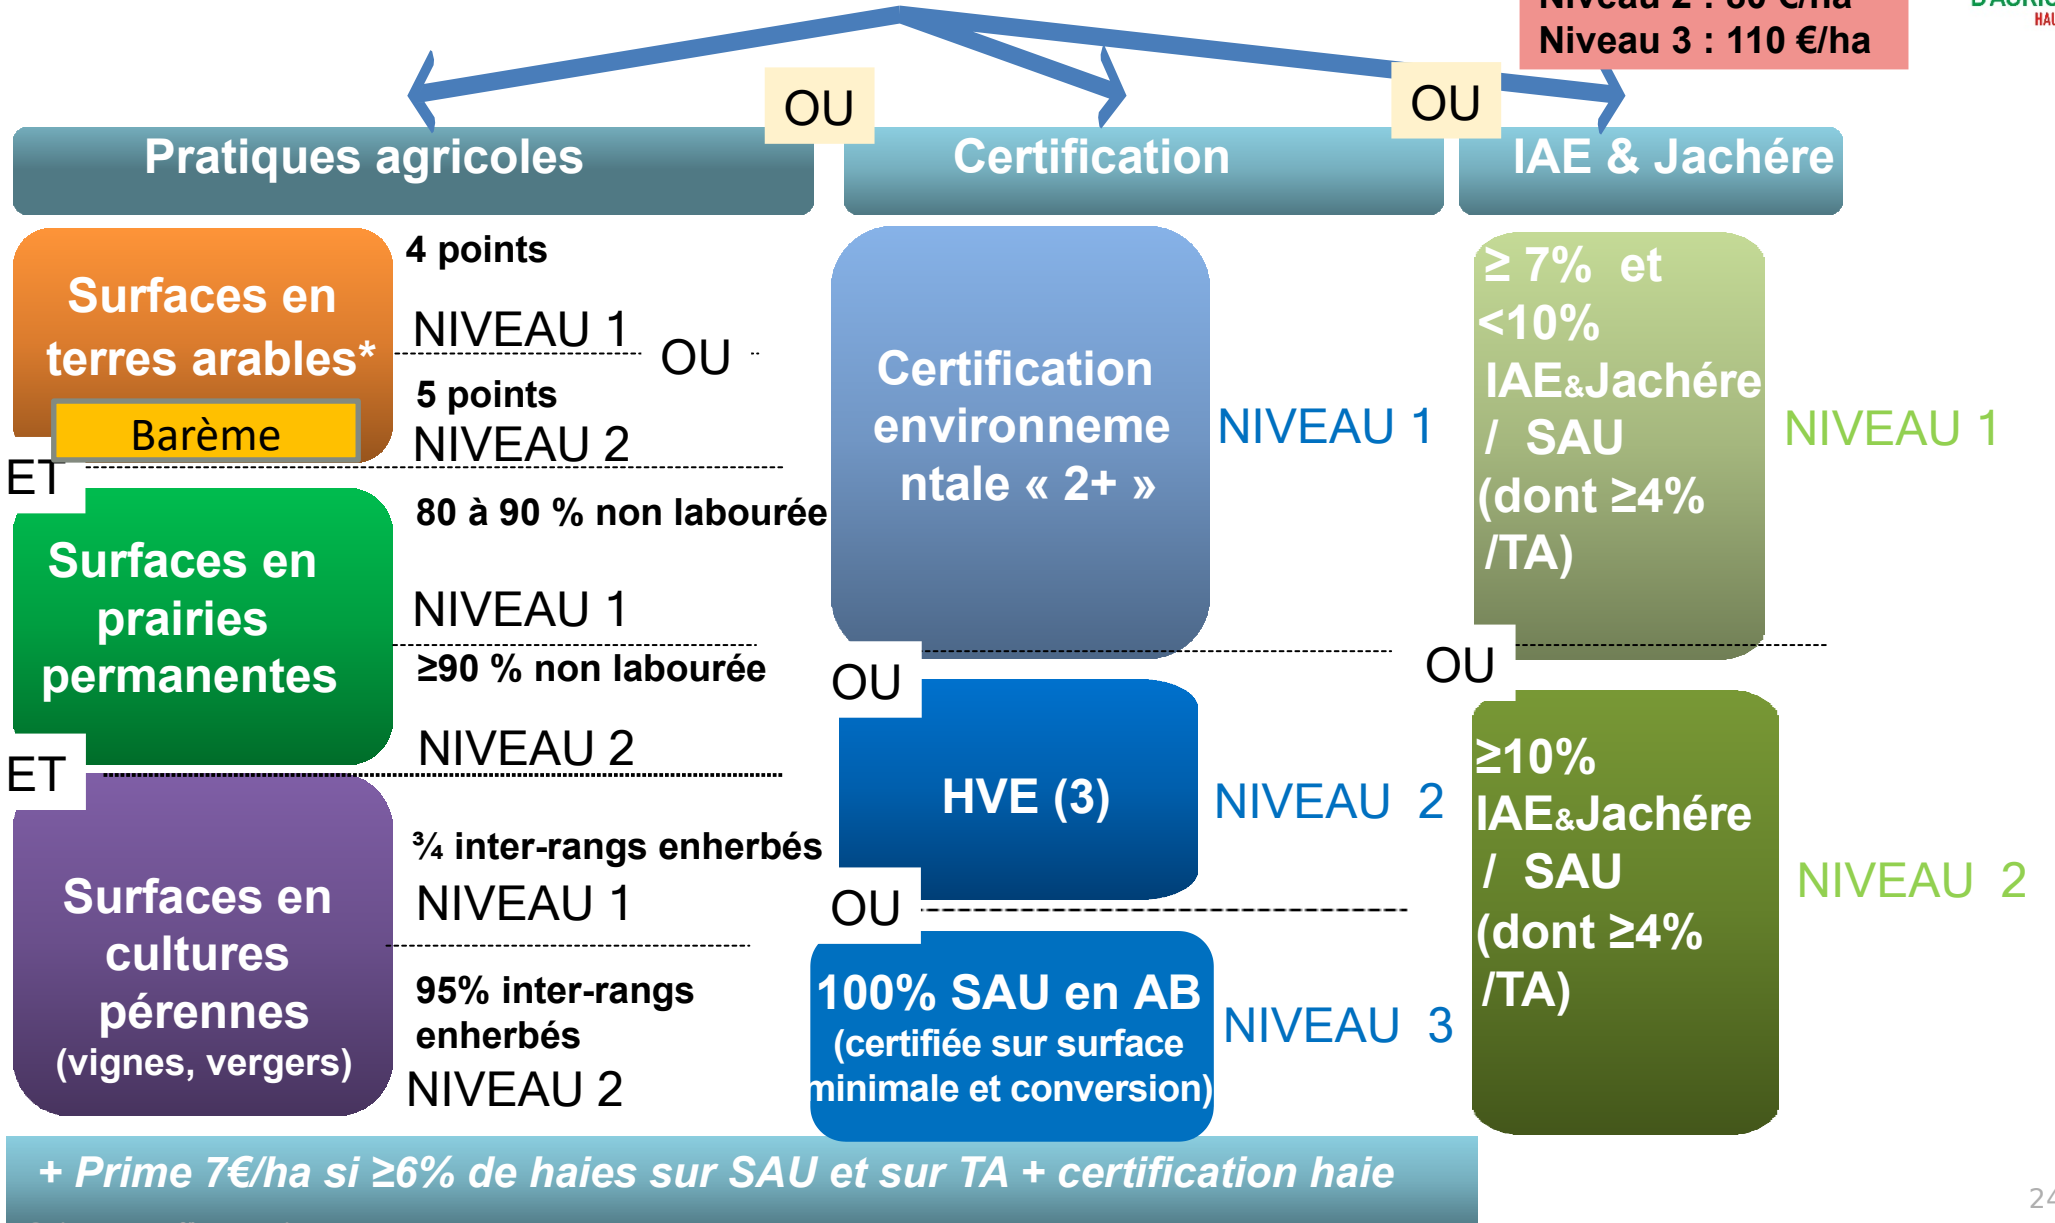 Niveau 2 : 80 €/ha
Niveau 3 : 110 €/ha
HAU
OU
OU
Pratiques agricoles
Certification
IAE & Jachére
Surfaces en
terres arables*
Barème
4 points
NIVEAU 1
OU
5 points
NIVEAU 2
ET
Surfaces en
prairies
permanentes
80 à 90 % non labourée
NIVEAU 1
≥90 % non labourée
NIVEAU 2
ET
Surfaces en
cultures
pérennes
(vignes, vergers)
¾ inter-rangs enherbés
NIVEAU 1
95% inter-rangs
enherbés
NIVEAU 2
Certification
environneme
ntale « 2+ »
NIVEAU 1
OU
HVE (3)
NIVEAU 2
OU
100% SAU en AB
(certifiée sur surface
minimale et conversion)
NIVEAU 3
≥ 7% et
<10%
IAE&Jachére
/ SAU
(dont ≥4%
/TA)
NIVEAU 1
OU
≥10%
IAE&Jachére
/ SAU
(dont ≥4%
/TA)
NIVEAU 2
+ Prime 7€/ha si ≥6% de haies sur SAU et sur TA + certification haie
24